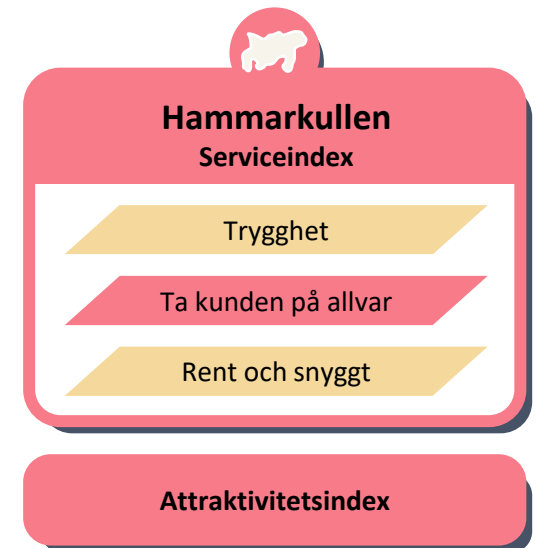 Hammarkullen
Serviceindex
Trygghet
Ta kunden på allvar
Rent och snyggt
Attraktivitetsindex